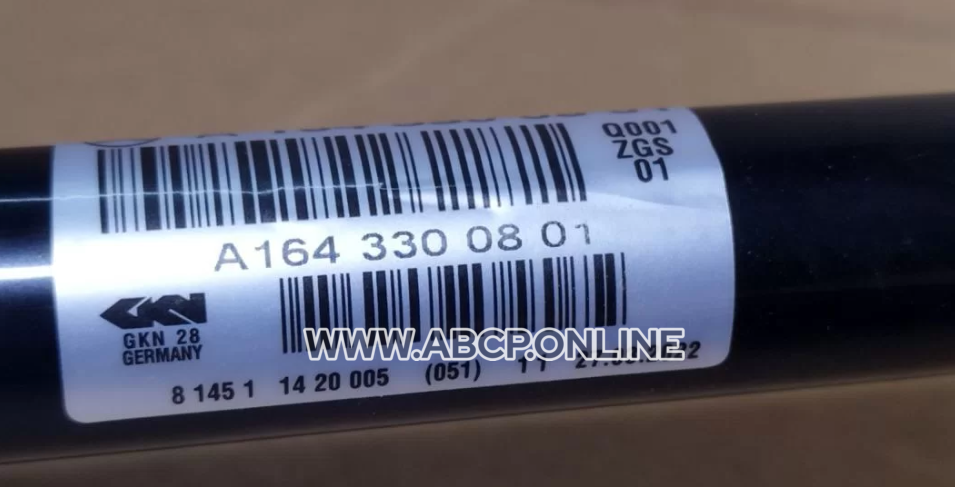 Q001
ZGS
01
A164 330 08 01
GKN
GKN 28
GERMANY
WWW.ABCP.ONLINE
8 145 1 14 20 005 (051) 11